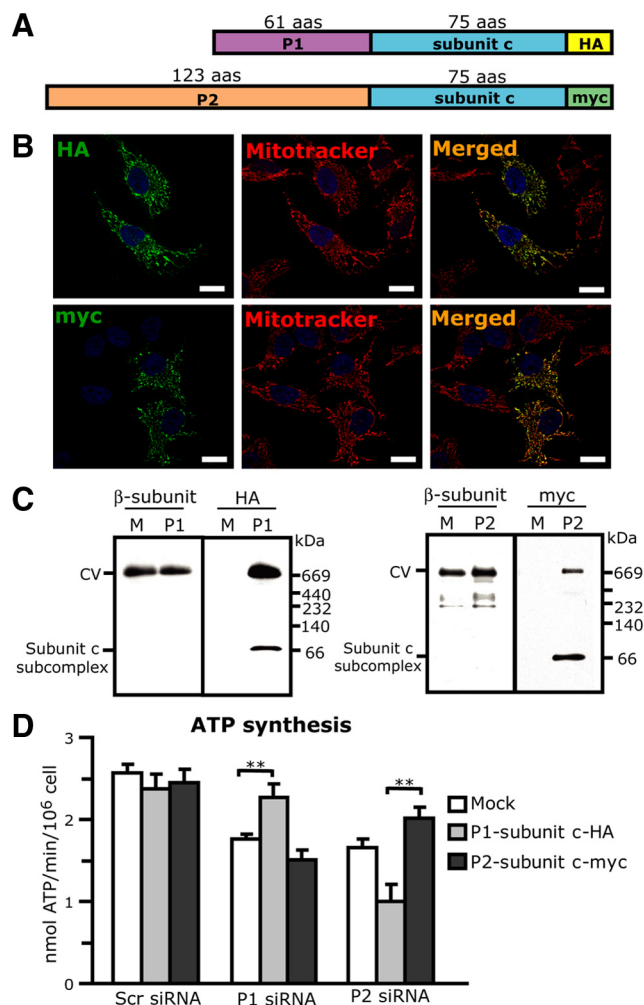 A
61 aas 75 aas
P1 subunit c HA
123 aas 75 aas
P2 subunit c myc
B
HA Mitotracker Merged
myc Mitotracker Merged
C
β-subunit HA
M P1 M P1
kDa
CV
669
440
232
140
Subunit c
subcomplex
66
β-subunit myc
M P2 M P2
kDa
CV
669
232
140
Subunit c
subcomplex
66
D
ATP synthesis
nmol ATP/min/10⁶ cell
3
2
1
0
** **
Mock
P1-subunit c-HA
P2-subunit c-myc
Scr siRNA P1 siRNA P2 siRNA